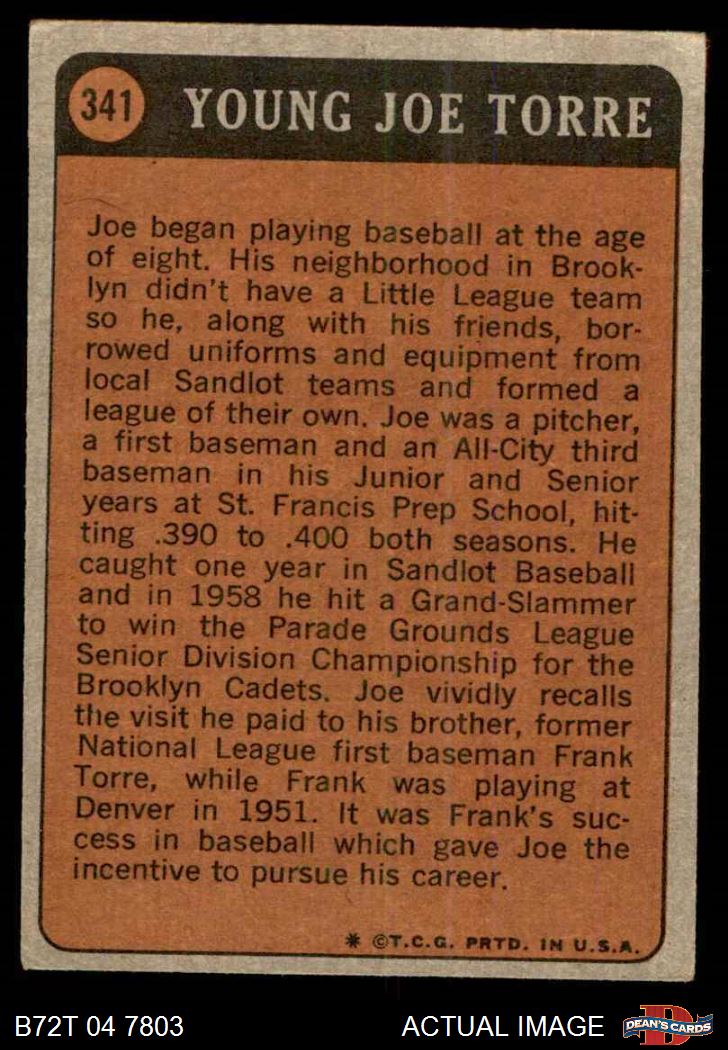 341 YOUNG JOE TORRE
Joe began playing baseball at the age
of eight. His neighborhood in Brook-
lyn didn't have a Little League team
so he, along with his friends, bor-
rowed uniforms and equipment from
local Sandlot teams and formed a
league of their own. Joe was a pitcher,
a first baseman and an All-City third
baseman in his Junior and Senior
years at St. Francis Prep School, hit-
ting .390 to .400 both seasons. He
caught one year in Sandlot Baseball
and in 1958 he hit a Grand-Slammer
to win the Parade Grounds League
Senior Division Championship for the
Brooklyn Cadets. Joe vividly recalls
the visit he paid to his brother, former
National League first baseman Frank
Torre, while Frank was playing at
Denver in 1951. It was Frank's suc-
cess in baseball which gave Joe the
incentive to pursue his career.
* ©T.C.G. PRTD. IN U.S.A.
B72T 04 7803 ACTUAL IMAGE D DEAN'S CARDS